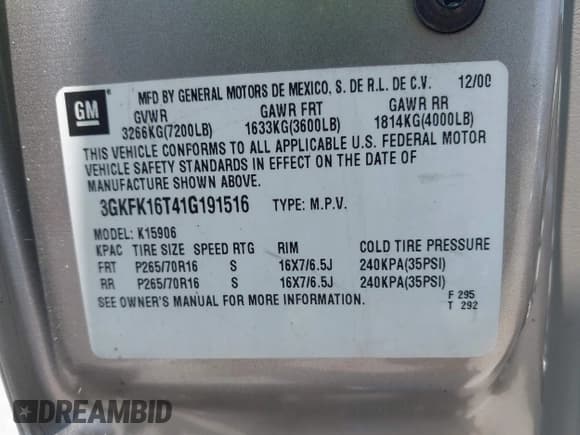 GM
MFD BY GENERAL MOTORS DE MEXICO, S. DE R.L. DE C.V. 12/00
GVWR GAWR FRT GAWR RR
3266KG(7200LB) 1633KG(3600LB) 1814KG(4000LB)
THIS VEHICLE CONFORMS TO ALL APPLICABLE U.S. FEDERAL MOTOR
VEHICLE SAFETY STANDARDS IN EFFECT ON THE DATE OF
MANUFACTURE SHOWN ABOVE.
3GKFK16T41G191516 TYPE: M.P.V.
MODEL: K15906
KPAC TIRE SIZE SPEED RTG RIM COLD TIRE PRESSURE
FRT P265/70R16 S 16X7/6.5J 240KPA(35PSI)
RR P265/70R16 S 16X7/6.5J 240KPA(35PSI)
SEE OWNER'S MANUAL FOR MORE INFORMATION.
F 295
T 292
DREAMBID